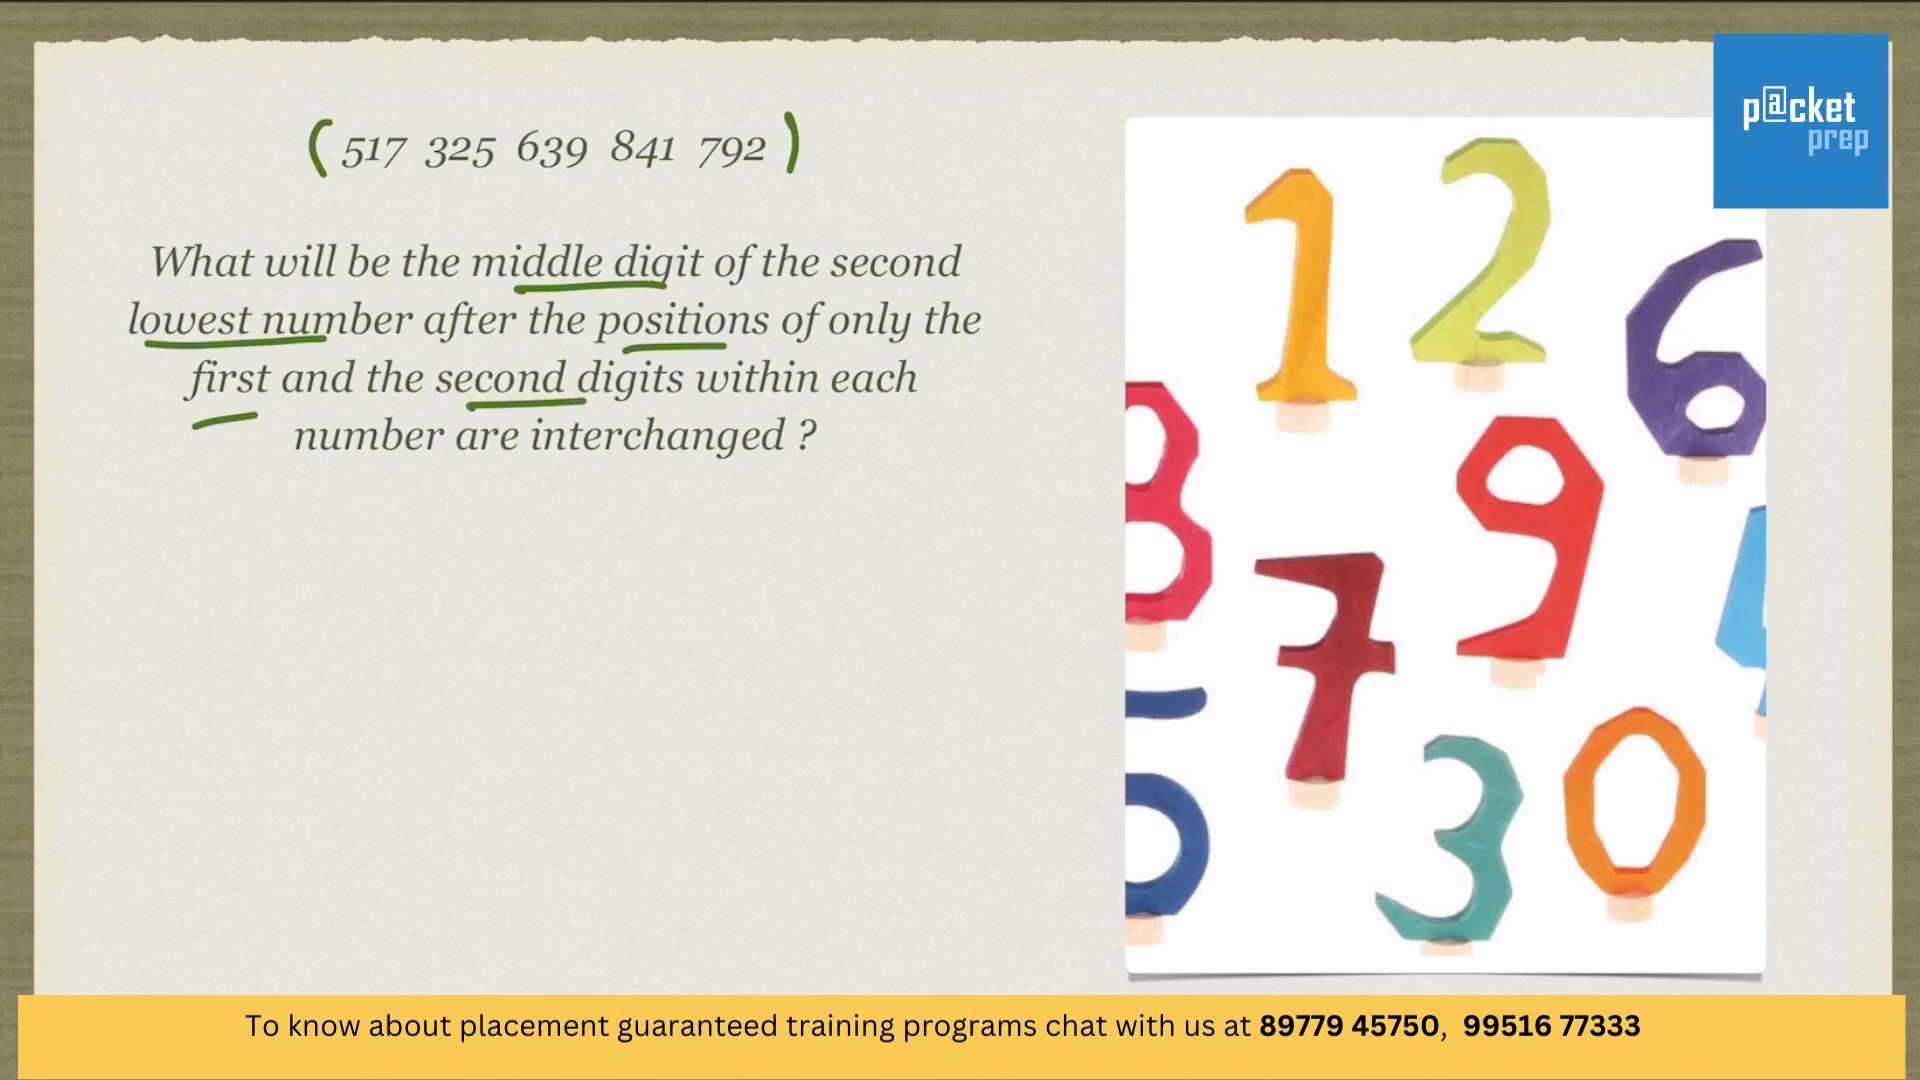 ( 517 325 639 841 792 )
What will be the middle digit of the second
lowest number after the positions of only the
first and the second digits within each
number are interchanged ?
p@cket
prep
1
2
6
8
9
7
5
3
0
To know about placement guaranteed training programs chat with us at 89779 45750, 99516 77333